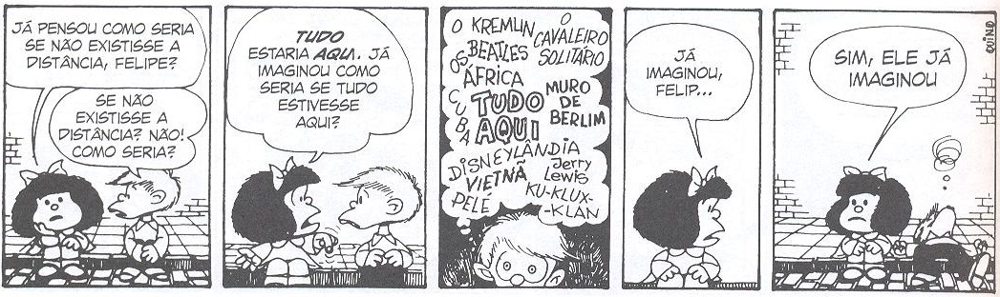 JÁ PENSOU COMO SERIA
SE NÃO EXISTISSE A
DISTÂNCIA, FELIPE?
SE NÃO
EXISTISSE A
DISTÂNCIA? NÃO!
COMO SERIA?
TUDO
ESTARIA AQUI. JÁ
IMAGINOU COMO
SERIA SE TUDO
ESTIVESSE
AQUI?
O KREMLIN
O CAVALEIRO
SOLITÁRIO
OS BEATLES
ÁFRICA
CUBA
TUDO
AQUI
MURO
DE
BERLIM
DISNEYLÂNDIA
VIETNÃ
Jerry
Lewis
PELE
KU-KLUX-
-KLAN
JÁ
IMAGINOU,
FELIP...
SIM, ELE JÁ
IMAGINOU
QUINO